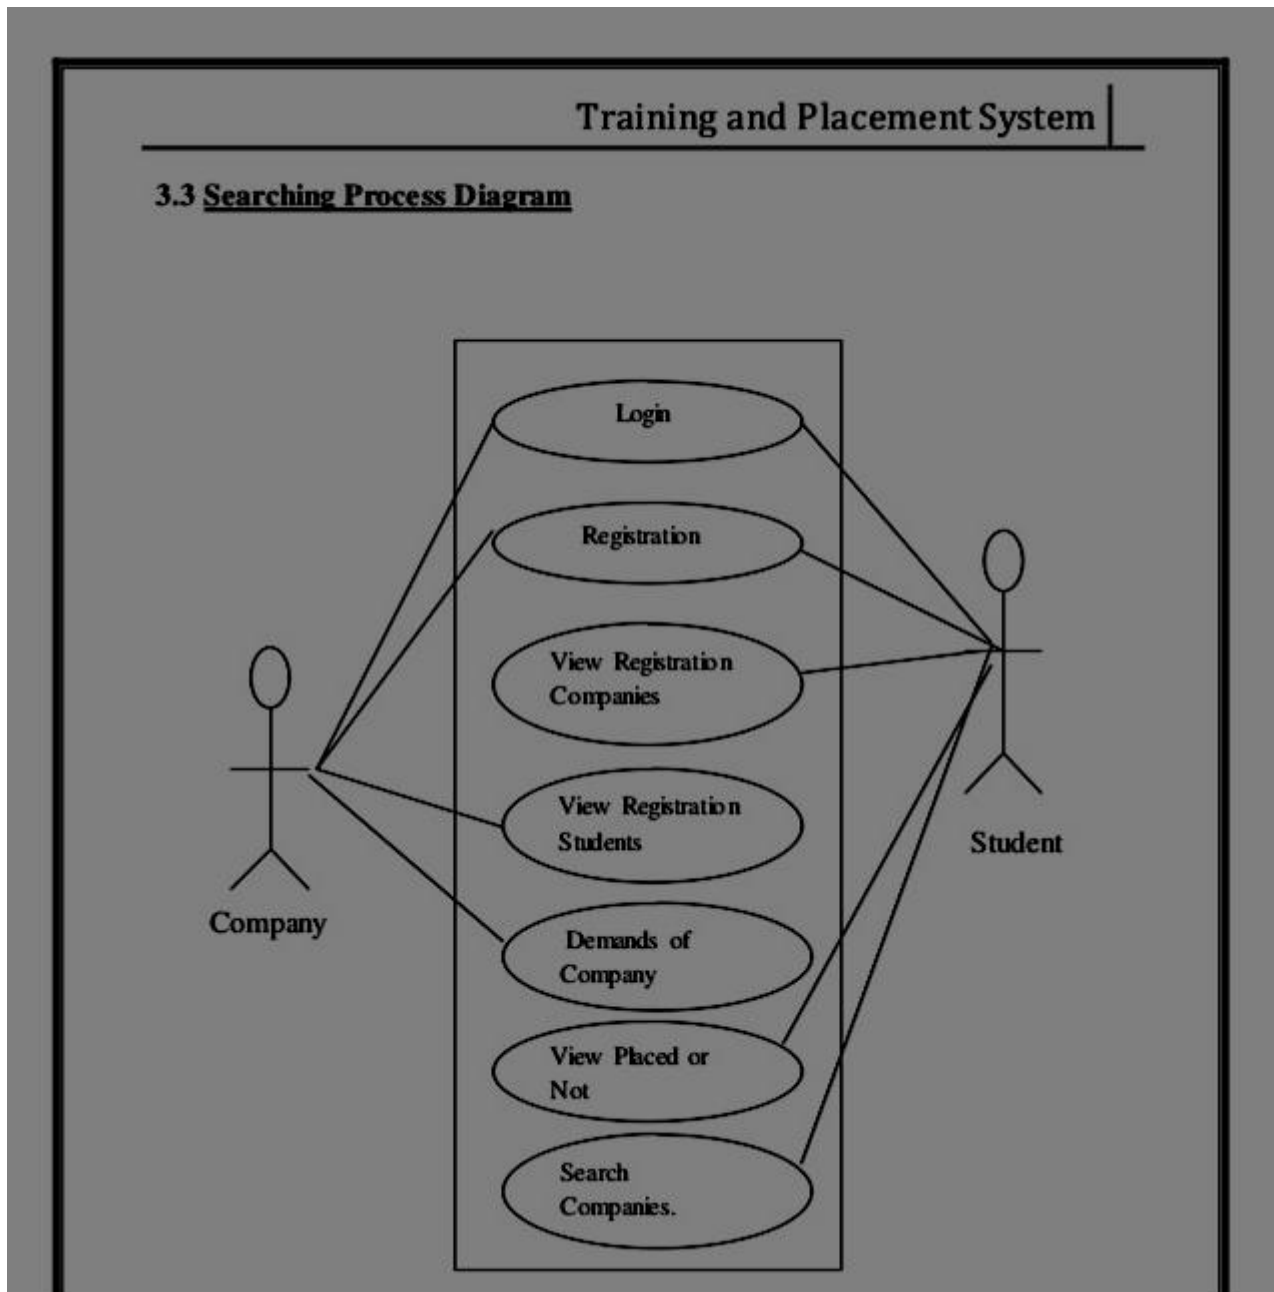 Training and Placement System
3.3 Searching Process Diagram
Login
Registration
View Registration
Companies
View Registration
Students
Student
Company
Demands of
Company
View Placed or
Not
Search
Companies.